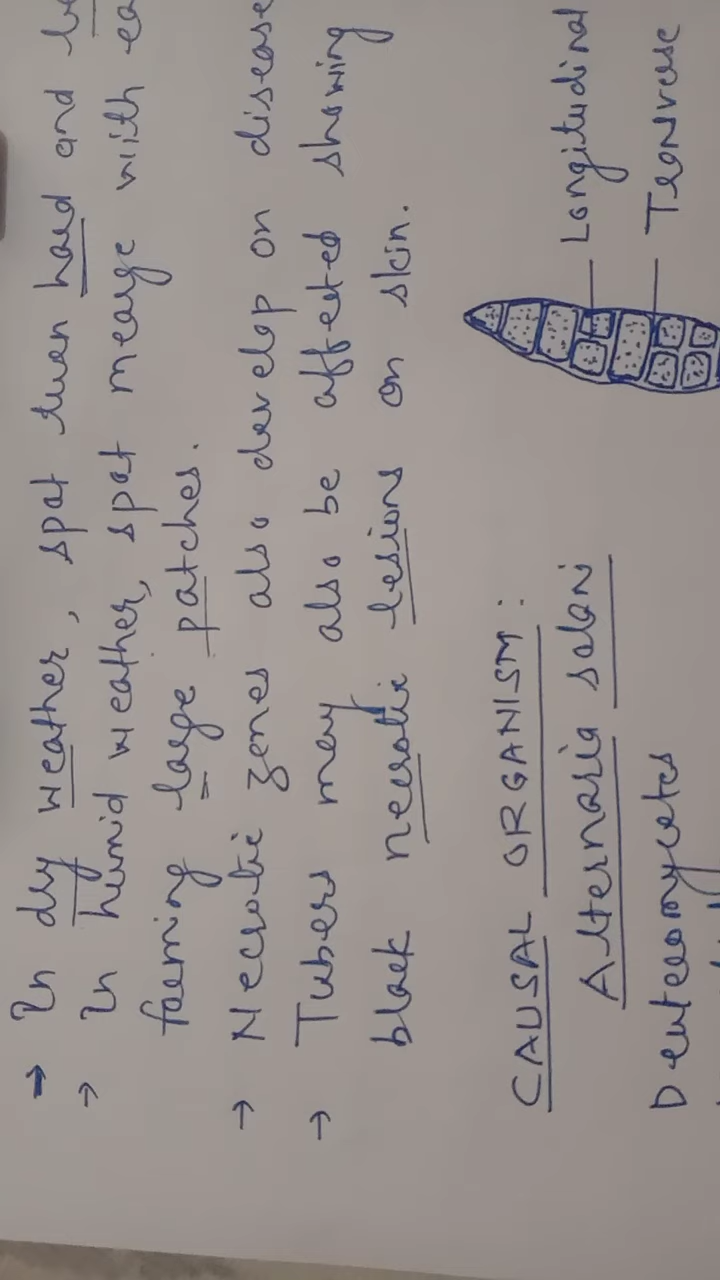 → In dry weather, spot turn hard and
→ In humid weather, spot mearge with ea
forming large patches.
→ Necrotic zones also develop on disease
→ Tubers may also be affected showing
black necrotic lesions on skin.
CAUSAL ORGANISM:
Longitudinal
Alternaria solani
Transverse
Deuteromycetes